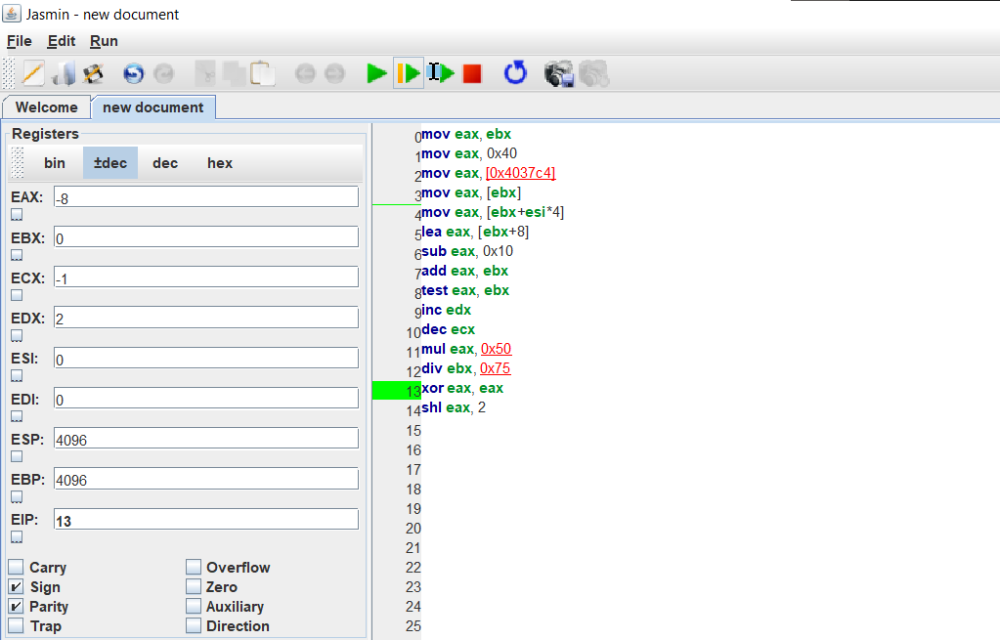 Jasmin - new document
File Edit Run
Welcome new document
Registers
bin ±dec dec hex
EAX: -8
...
EBX: 0
...
ECX: -1
EDX: 2
...
ESI: 0
...
EDI: 0
...
ESP: 4096
EBP: 4096
...
EIP: 13
...
Carry Overflow
Sign Zero
Parity Auxiliary
Trap Direction
0 mov eax, ebx
1 mov eax, 0x40
2 mov eax, [0x4037c4]
3 mov eax, [ebx]
4 mov eax, [ebx+esi*4]
5 lea eax, [ebx+8]
6 sub eax, 0x10
7 add eax, ebx
8 test eax, ebx
9 inc edx
10 dec ecx
11 mul eax, 0x50
12 div ebx, 0x75
13 xor eax, eax
14 shl eax, 2
15
16
17
18
19
20
21
22
23
24
25